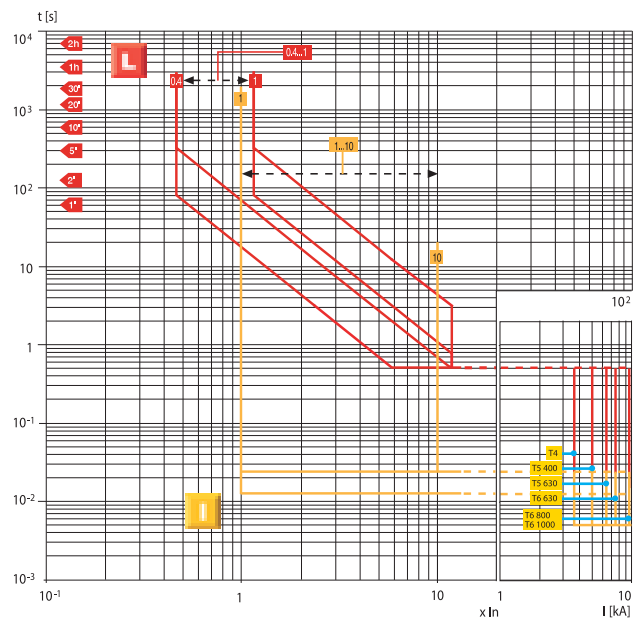 t [s]
10⁴
2h
L
0.4...1
1h
0,4
1
30'
20'
1
10³
10'
1...10
5'
2'
10²
1'
10
10
10²
1
10⁻¹
T4
T5 400
T5 630
10⁻²
I
T6 630
T6 800
T6 1000
10⁻³
10⁻¹
1
10
1
10
x In
I [kA]